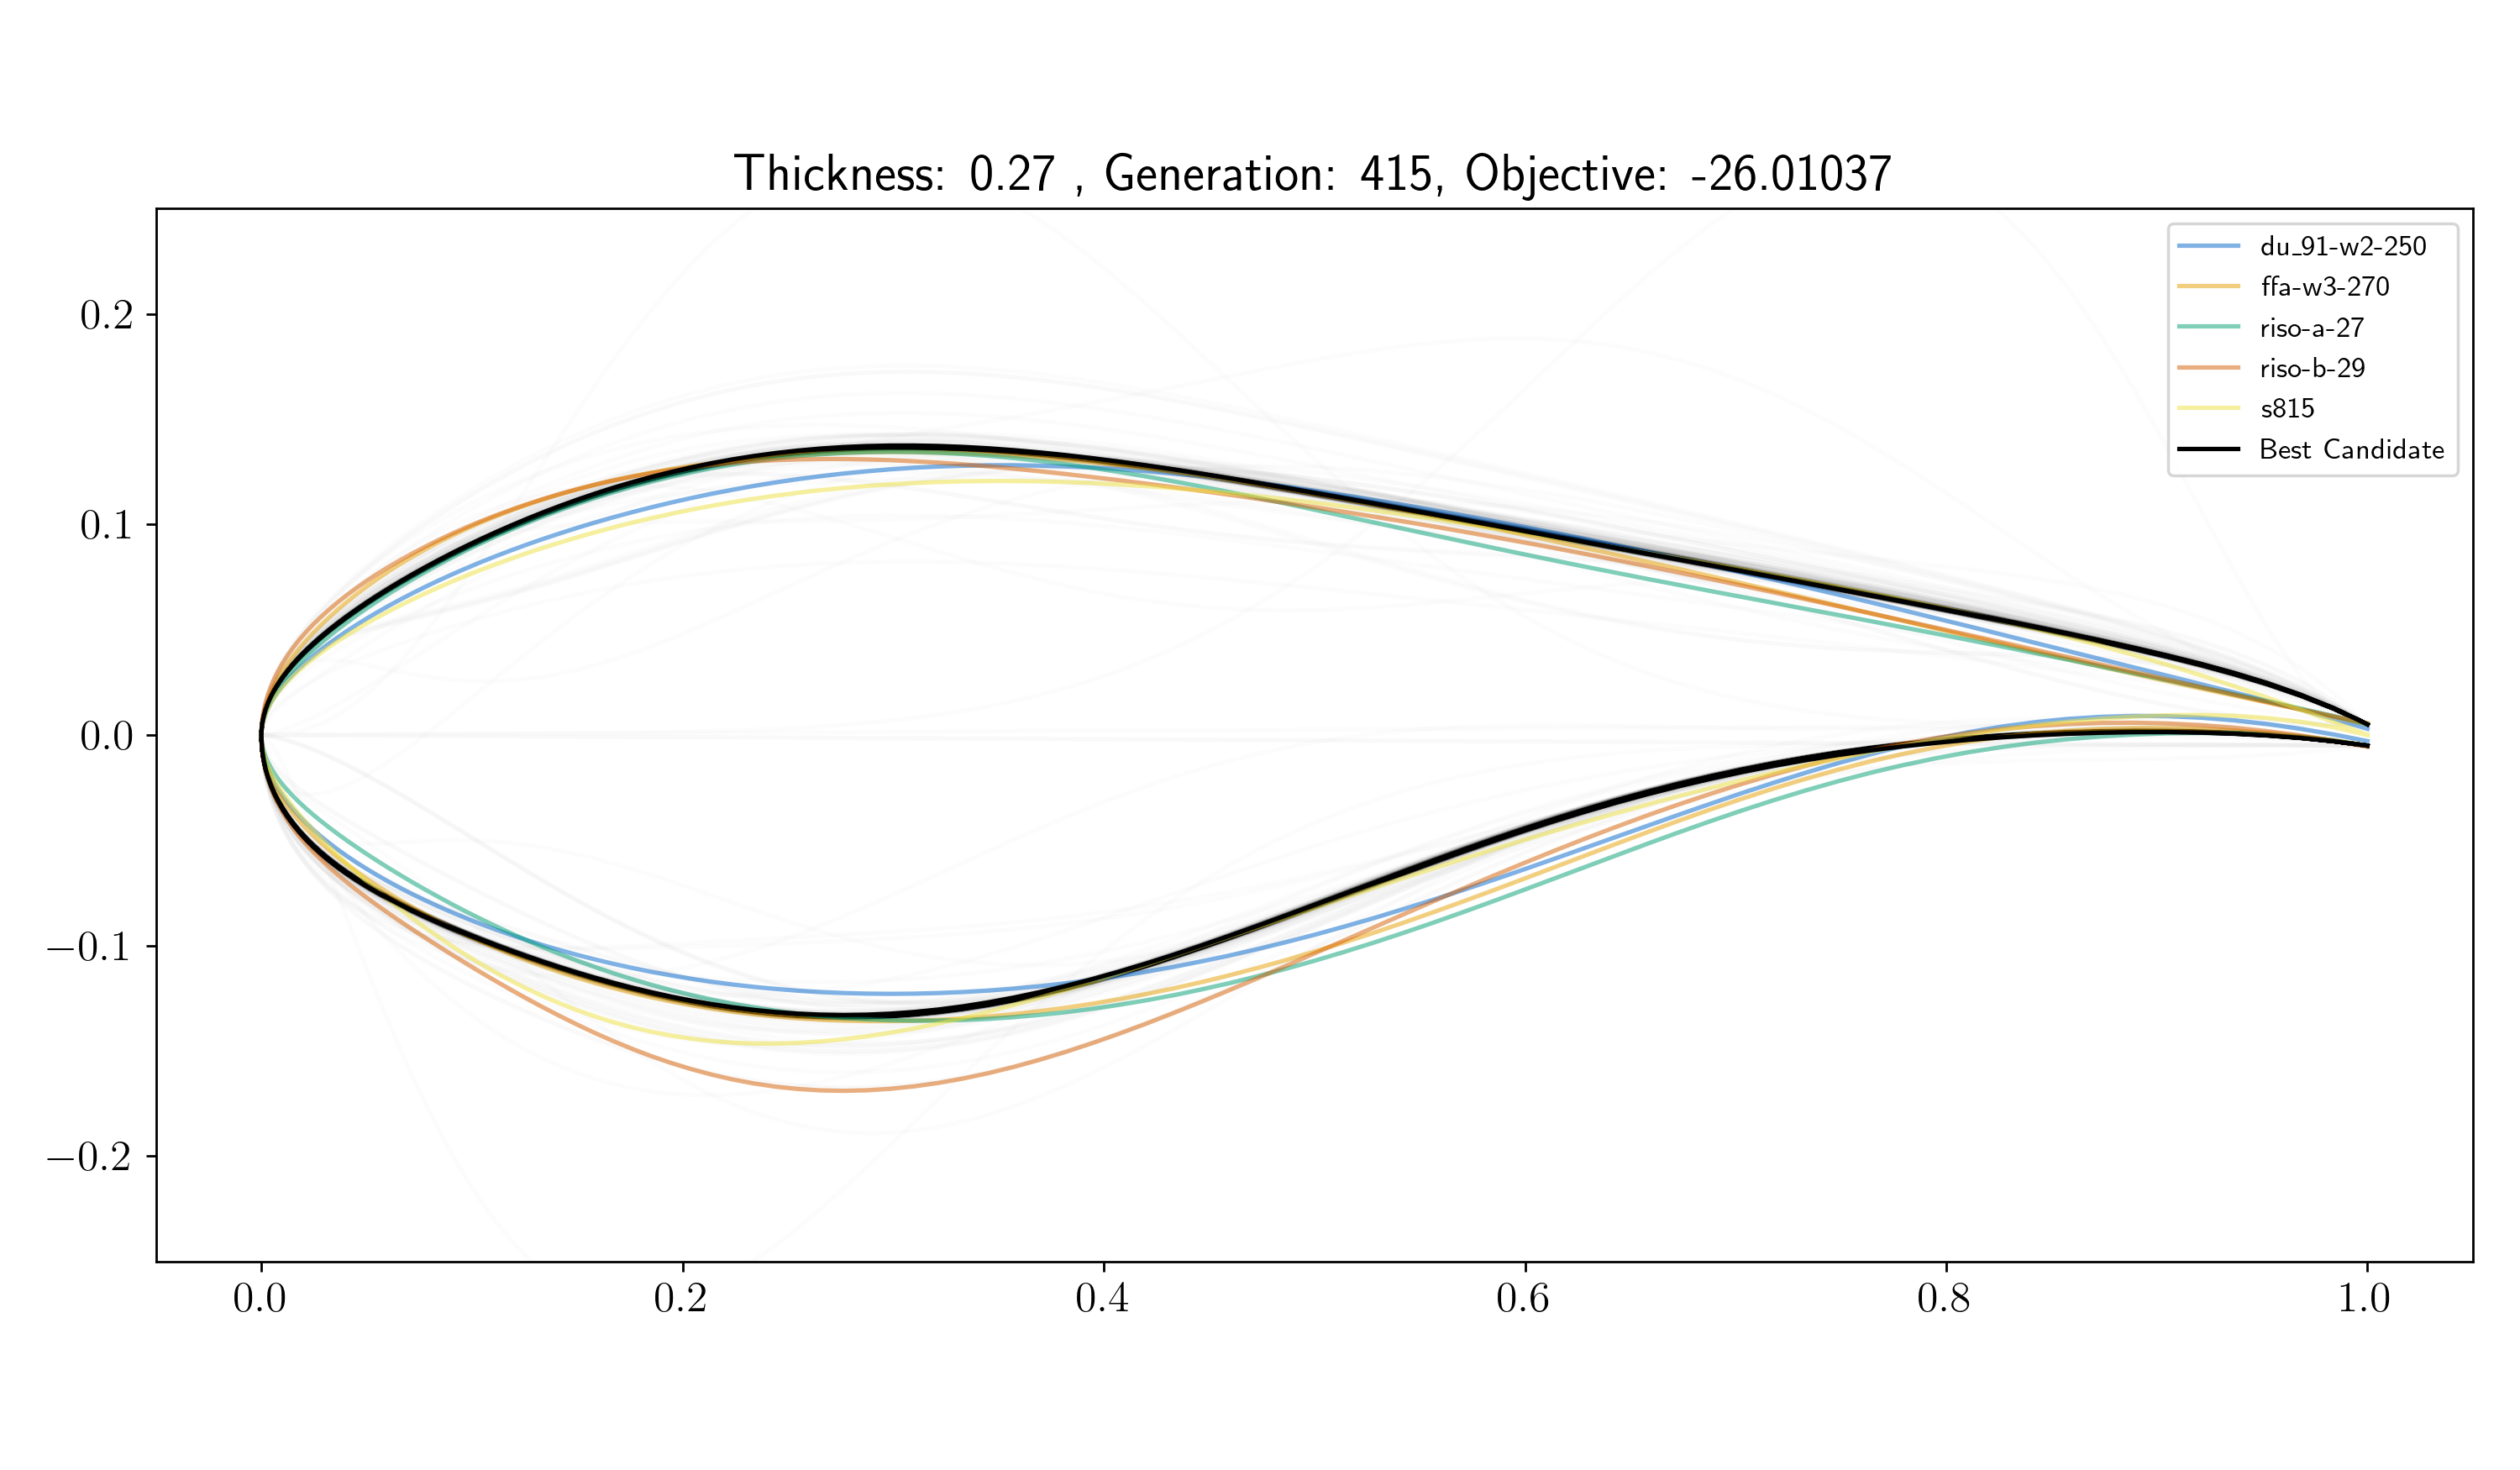 Thickness: 0.27 , Generation: 415, Objective: -26.01037
du_91-w2-250
ffa-w3-270
riso-a-27
riso-b-29
s815
Best Candidate
0.2
0.1
0.0
−0.1
−0.2
0.0 0.2 0.4 0.6 0.8 1.0